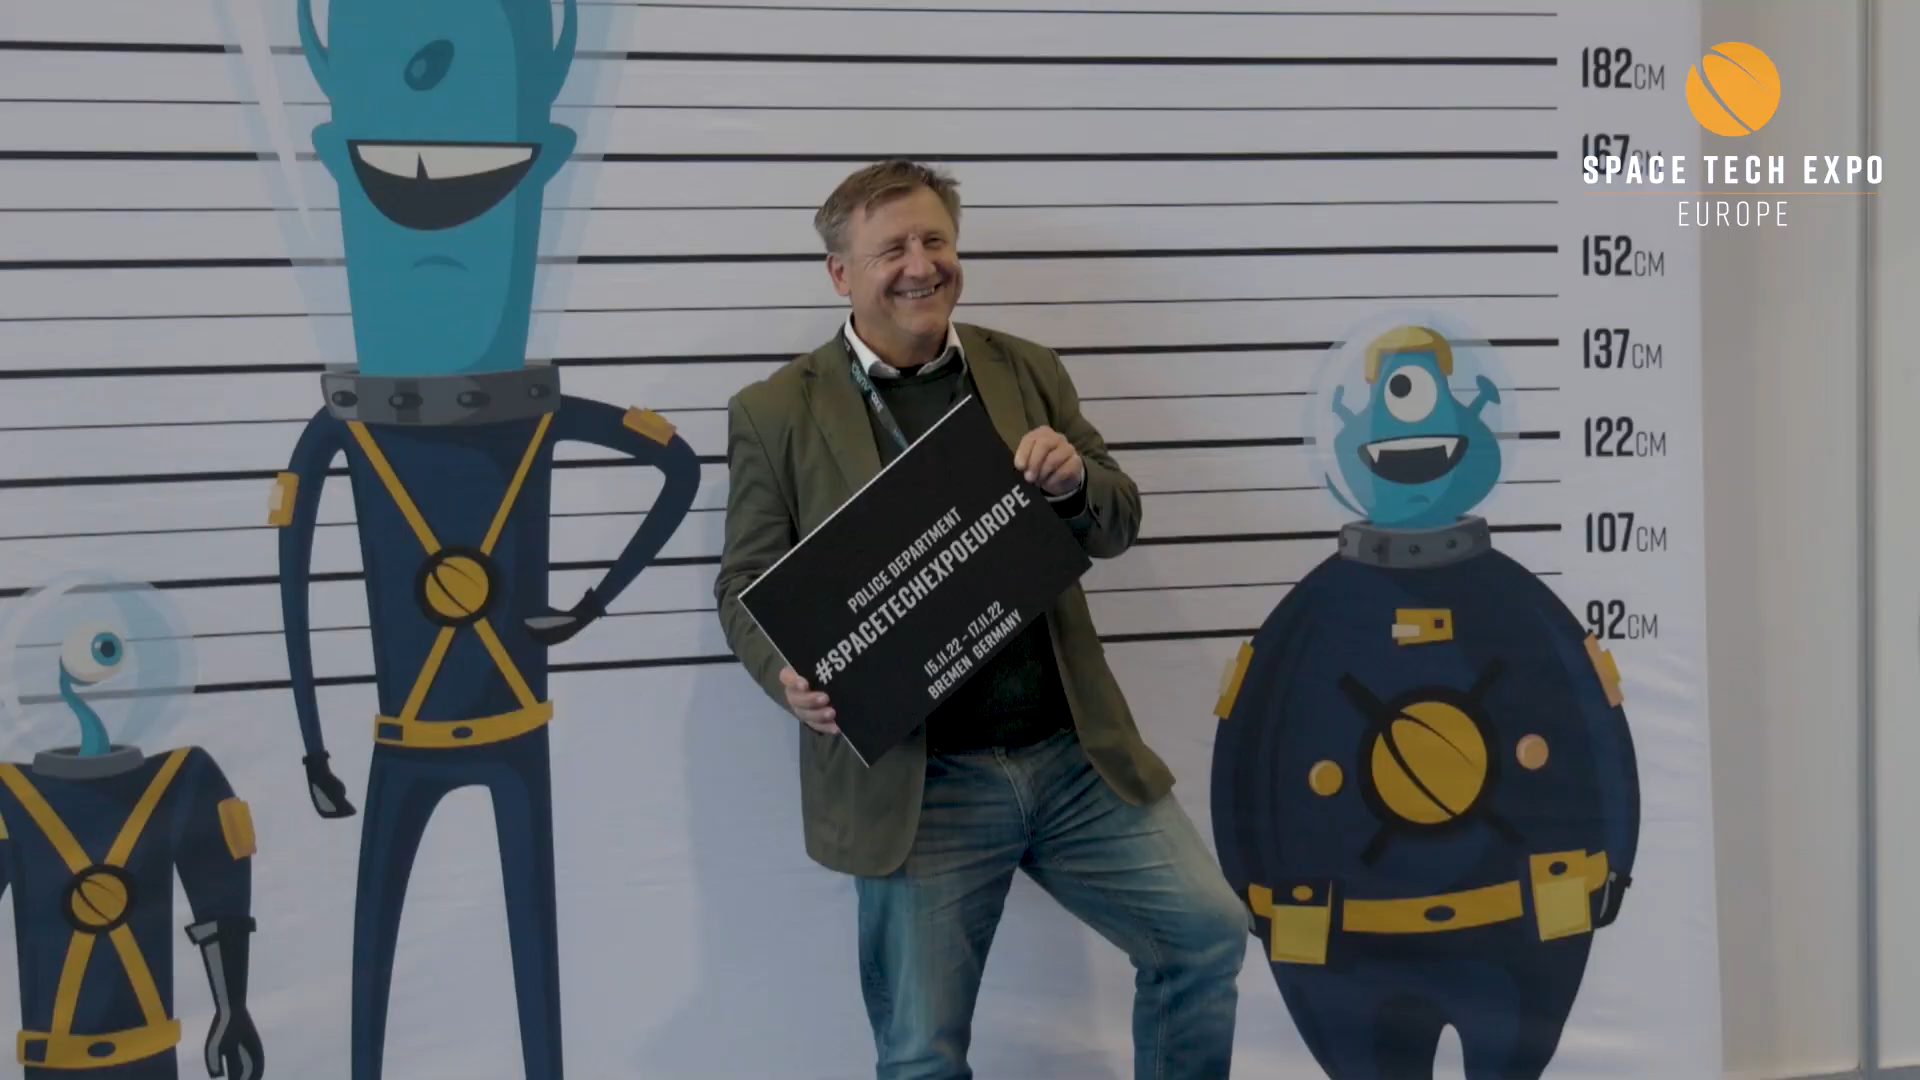 182CM
167CM
SPACE TECH EXPO
EUROPE
152CM
137CM
122CM
107CM
92CM
POLICE DEPARTMENT
#SPACETECHEXPOEUROPE
15.11.22 – 17.11.22
BREMEN GERMANY